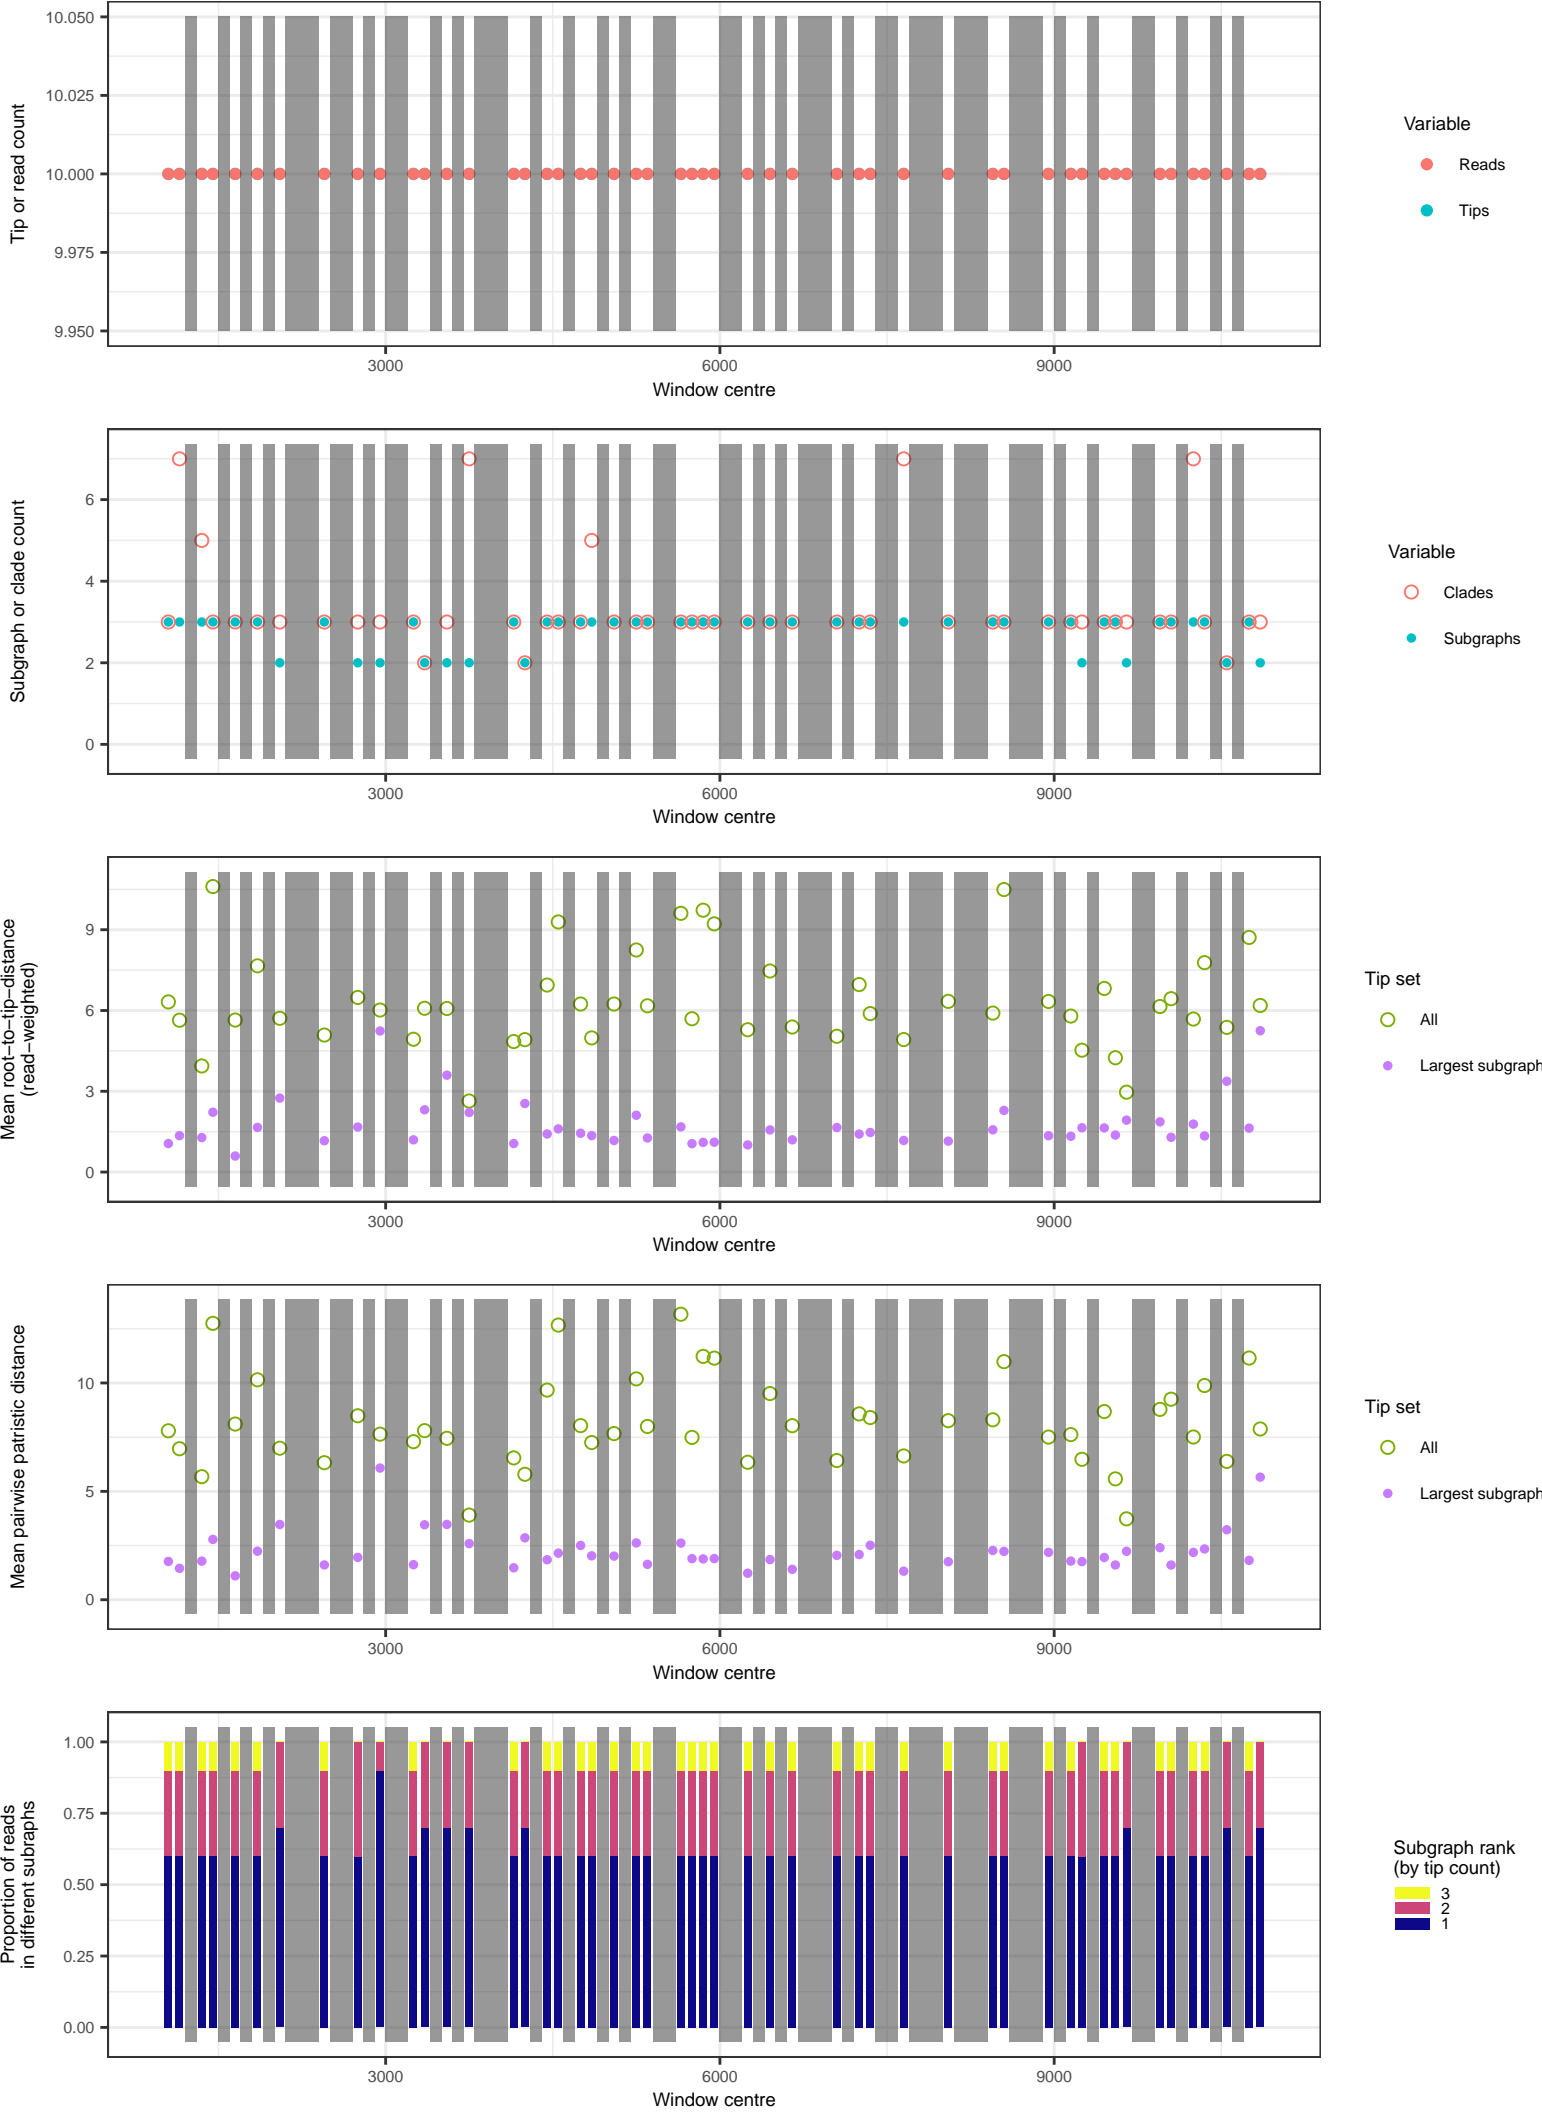 10.050
10.025
10.000
9.975
9.950
Tip or read count
3000
6000
9000
Window centre
Variable
Reads
Tips
6
4
2
0
Subgraph or clade count
3000
6000
9000
Window centre
Variable
Clades
Subgraphs
9
6
3
0
Mean root−to−tip−distance
(read−weighted)
3000
6000
9000
Window centre
Tip set
All
Largest subgraph
10
5
0
Mean pairwise patristic distance
3000
6000
9000
Window centre
Tip set
All
Largest subgraph
1.00
0.75
0.50
0.25
0.00
Proportion of reads
in different subraphs
3000
6000
9000
Window centre
Subgraph rank
(by tip count)
3
2
1